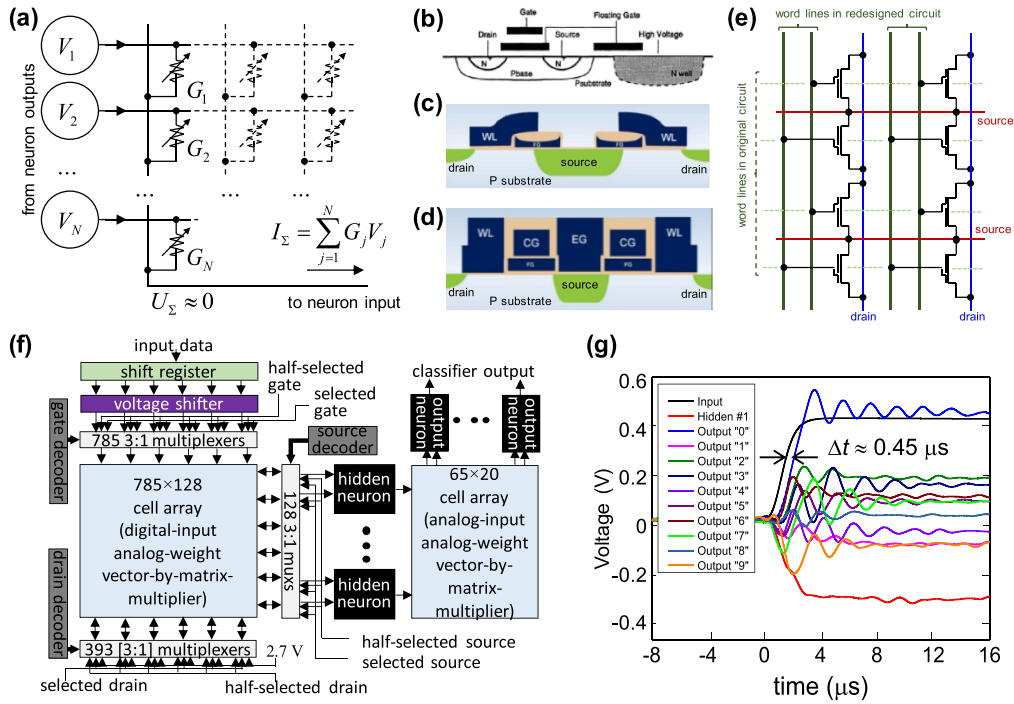 (a)
from neuron outputs
V1
V2
...
VN
G1
G2
... ... ...
GN
IΣ = ∑ j=1 N GjVj
UΣ ≈ 0
to neuron input
(b)
Gate
Floating Gate
Drain
Source
High Voltage
N
N
Pbase
Psubstrate
N well
(c)
WL
WL
FG
FG
drain
source
drain
P substrate
(d)
WL
CG
EG
CG
WL
FG
FG
drain
source
drain
P substrate
(e)
word lines in redesigned circuit
word lines in original circuit
source
source
drain
drain
(f)
input data
shift register
voltage shifter
half-selected
gate
selected
gate
gate decoder
785 3:1 multiplexers
source
decoder
785×128
cell array
(digital-input
analog-weight
vector-by-matrix-
multiplier)
128 3:1 muxs
hidden
neuron
hidden
neuron
classifier output
output
neuron
output
neuron
65×20
cell array
(analog-input
analog-weight
vector-by-
matrix-
multiplier)
drain decoder
393 [3:1] multiplexers
2.7 V
half-selected source
selected source
selected drain
half-selected drain
(g)
Voltage (V)
0.6
0.4
0.2
0
-0.2
-0.4
Input
Hidden #1
Output "0"
Output "1"
Output "2"
Output "3"
Output "4"
Output "5"
Output "6"
Output "7"
Output "8"
Output "9"
Δt ≈ 0.45 μs
-8 -4 0 4 8 12 16
time (μs)